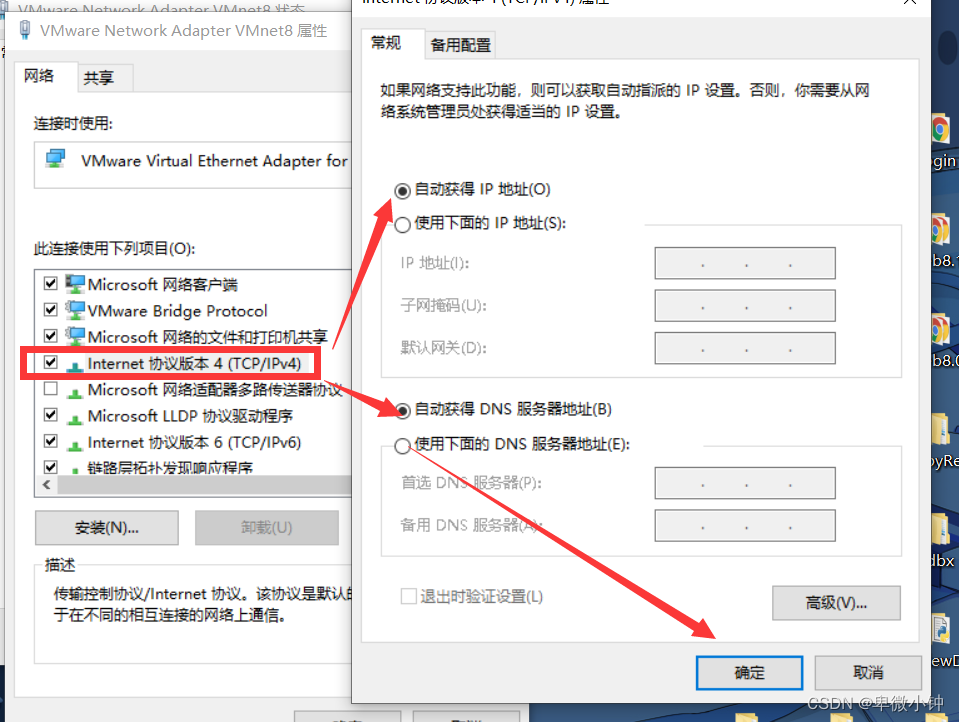 VMware Network Adapter VMnet8 状态
VMware Network Adapter VMnet8 属性
网络
共享
连接时使用:
VMware Virtual Ethernet Adapter for
此连接使用下列项目(O):
Microsoft 网络客户端
VMware Bridge Protocol
Microsoft 网络的文件和打印机共享
Internet 协议版本 4 (TCP/IPv4)
Microsoft 网络适配器多路传送器协议
Microsoft LLDP 协议驱动程序
Internet 协议版本 6 (TCP/IPv6)
链路层拓扑发现响应程序
安装(N)...
卸载(U)
描述
传输控制协议/Internet 协议。该协议是默认的
于在不同的相互连接的网络上通信。
Internet 协议版本 4 (TCP/IPv4) 属性
常规
备用配置
如果网络支持此功能，则可以获取自动指派的 IP 设置。否则，你需要从网
络系统管理员处获得适当的 IP 设置。
自动获得 IP 地址(O)
使用下面的 IP 地址(S):
IP 地址(I):
子网掩码(U):
默认网关(D):
自动获得 DNS 服务器地址(B)
使用下面的 DNS 服务器地址(E):
首选 DNS 服务器(P):
备用 DNS 服务器(A):
退出时验证设置(L)
高级(V)...
确定
取消
gin
b8.
b8.0
pyRe
dbx
ewD
CSDN @卑微小钟